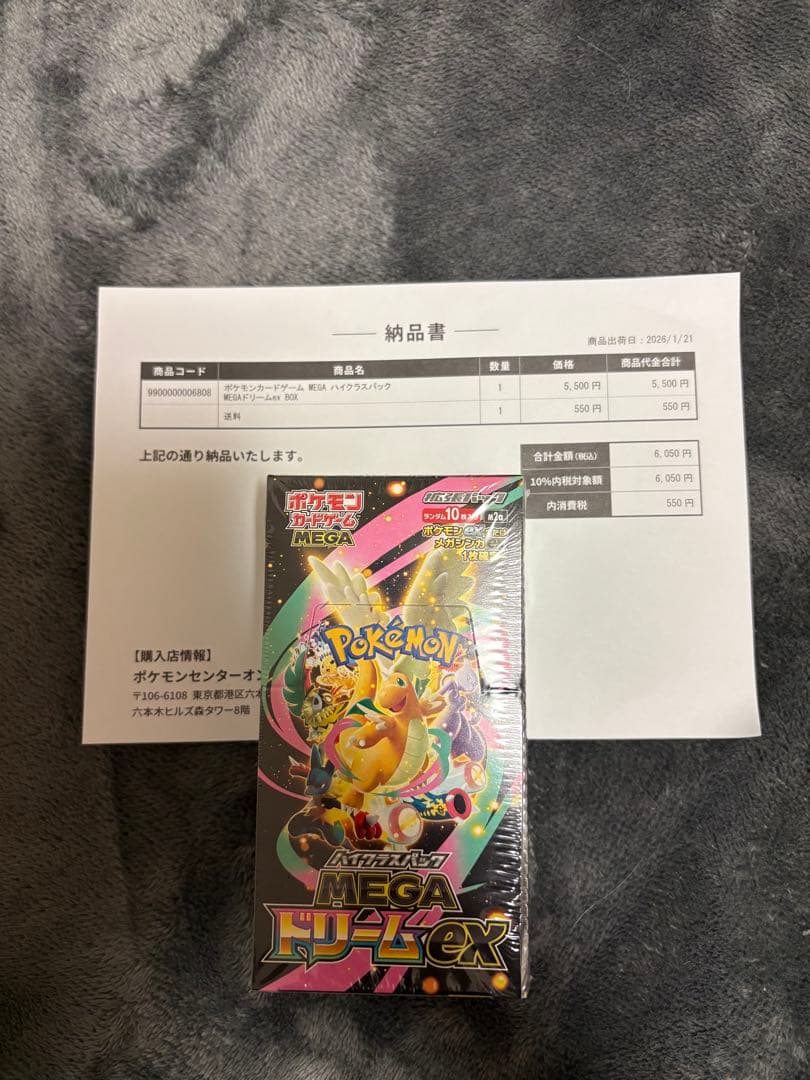 納品書
商品出荷日：2026/1/21
商品コード 商品名 数量 価格 商品代金合計
9900000006808 ポケモンカードゲーム MEGA ハイクラスパック 1 5,500 円 5,500 円
MEGAドリームex BOX
送料 1 550 円 550 円
上記の通り納品いたします。
合計金額(税込) 6,050 円
10%内税対象額 6,050 円
内消費税 550 円
【購入店情報】
ポケモンセンターオン
〒106-6108 東京都港区六本
六本木ヒルズ森タワー8階
ポケモン
カードゲーム
MEGA
拡張パック
ランダム10枚入り M2a
ポケモンex
メガシンカ
1枚確
POKÉMON
ハイクラスパック
MEGA
ドリームex